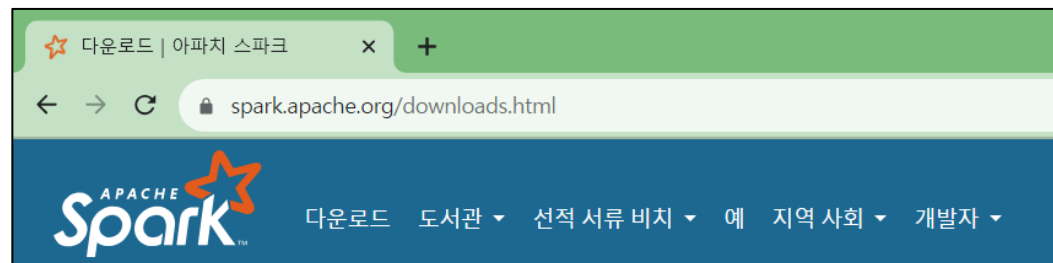 다운로드 | 아파치 스파크
spark.apache.org/downloads.html
APACHE
Spark™
다운로드 도서관 선적 서류 비치 예 지역 사회 개발자